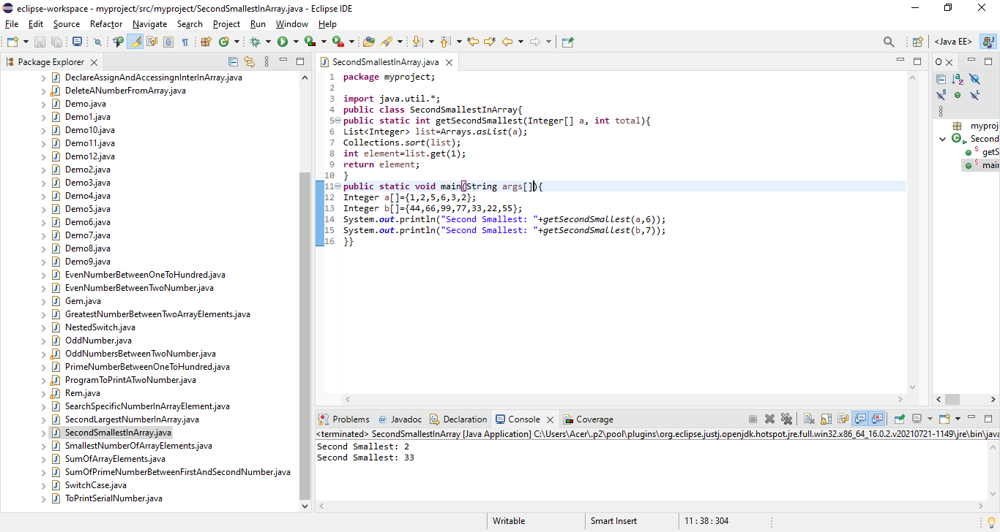 eclipse-workspace - myproject/src/myproject/SecondSmallestInArray.java - Eclipse IDE
File Edit Source Refactor Navigate Search Project Run Window Help
<Java EE>
Package Explorer
DeclareAssignAndAccessingnInterInArray.java
DeleteANumberFromArray.java
Demo.java
Demo1.java
Demo10.java
Demo11.java
Demo12.java
Demo2.java
Demo3.java
Demo4.java
Demo5.java
Demo6.java
Demo7.java
Demo8.java
Demo9.java
EvenNumberBetweenOneToHundred.java
EvenNumberBetweenTwoNumber.java
Gem.java
GreatestNumberBetweenTwoArrayElements.java
NestedSwitch.java
OddNumber.java
OddNumbersBetweenTwoNumber.java
PrimeNumberBetweenOneToHundred.java
ProgramToPrintATwoNumber.java
Rem.java
SearchSpecificNumberInArrayElement.java
SecondLargestNumberInArray.java
SecondSmallestInArray.java
SmallestNumberOfArrayElements.java
SumOfArrayElements.java
SumOfPrimeNumberBetweenFirstAndSecondNumber.java
SwitchCase.java
ToPrintSerialNumber.java
SecondSmallestInArray.java
1 package myproject;
2
3 import java.util.*;
4 public class SecondSmallestInArray{
5 public static int getSecondSmallest(Integer[] a, int total){
6 List<Integer> list=Arrays.asList(a);
7 Collections.sort(list);
8 int element=list.get(1);
9 return element;
10 }
11 public static void main(String args[]){
12 Integer a[]={1,2,5,6,3,2};
13 Integer b[]={44,66,99,77,33,22,55};
14 System.out.println("Second Smallest: "+getSecondSmallest(a,6));
15 System.out.println("Second Smallest: "+getSecondSmallest(b,7));
16 }}
O
myproj
Second
getS
main
Problems @ Javadoc Declaration Console Coverage
<terminated> SecondSmallestInArray [Java Application] C:\Users\Acer\.p2\pool\plugins\org.eclipse.justj.openjdk.hotspot.jre.full.win32.x86_64_16.0.2.v20210721-1149\jre\bin\java
Second Smallest: 2
Second Smallest: 33
Writable Smart Insert 11 : 38 : 304